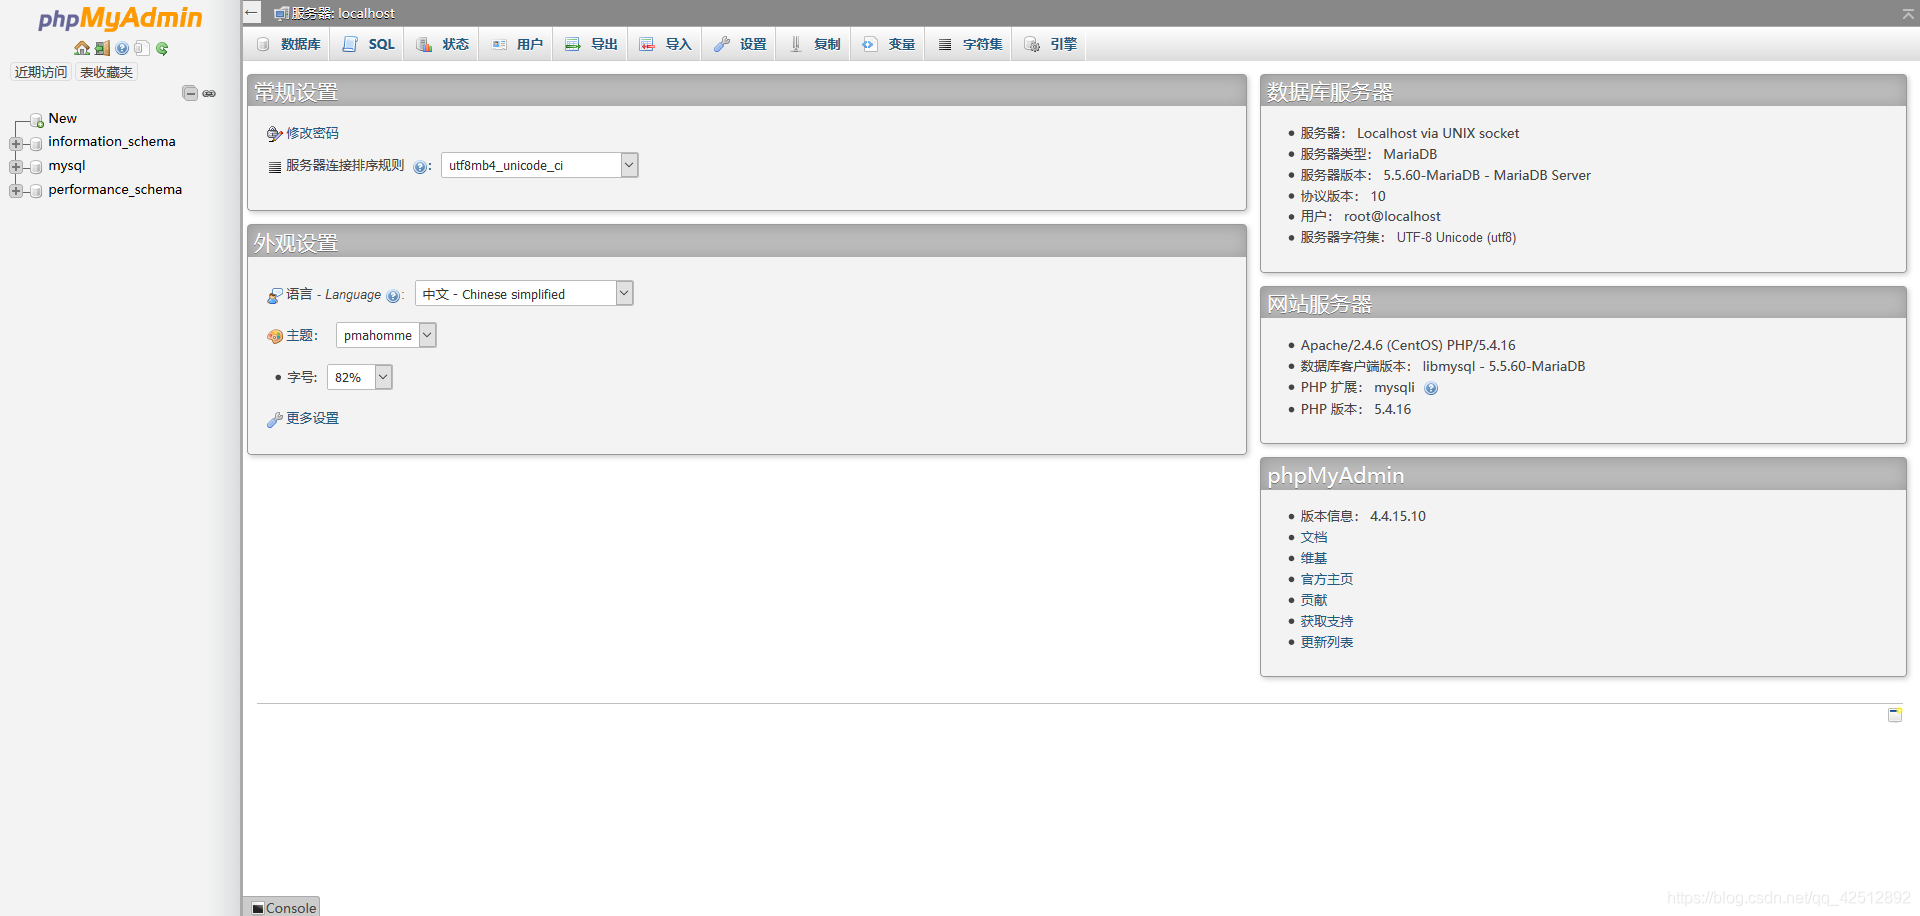 phpMyAdmin
近期访问 表收藏夹
New
information_schema
mysql
performance_schema
服务器: localhost
数据库 SQL 状态 用户 导出 导入 设置 复制 变量 字符集 引擎
常规设置
修改密码
服务器连接排序规则 : utf8mb4_unicode_ci
外观设置
语言 - Language : 中文 - Chinese simplified
主题: pmahomme
字号: 82%
更多设置
数据库服务器
服务器: Localhost via UNIX socket
服务器类型: MariaDB
服务器版本: 5.5.60-MariaDB - MariaDB Server
协议版本: 10
用户: root@localhost
服务器字符集: UTF-8 Unicode (utf8)
网站服务器
Apache/2.4.6 (CentOS) PHP/5.4.16
数据库客户端版本: libmysql - 5.5.60-MariaDB
PHP 扩展: mysqli
PHP 版本: 5.4.16
phpMyAdmin
版本信息: 4.4.15.10
文档
维基
官方主页
贡献
获取支持
更新列表
Console
https://blog.csdn.net/qq_42512892